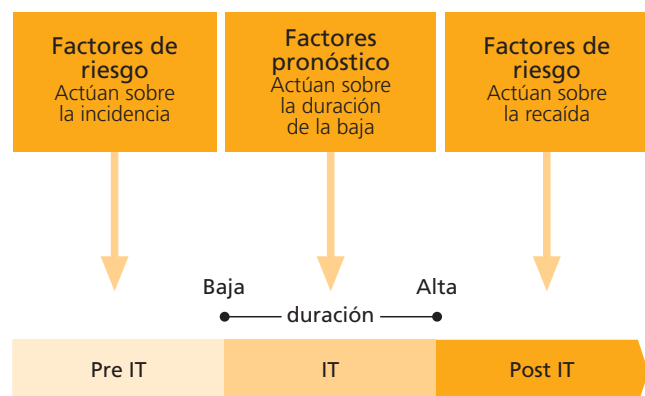 Factores de
riesgo
Actúan sobre
la incidencia
Factores
pronóstico
Actúan sobre
la duración
de la baja
Factores de
riesgo
Actúan sobre
la recaída
Baja
Alta
duración
Pre IT
IT
Post IT